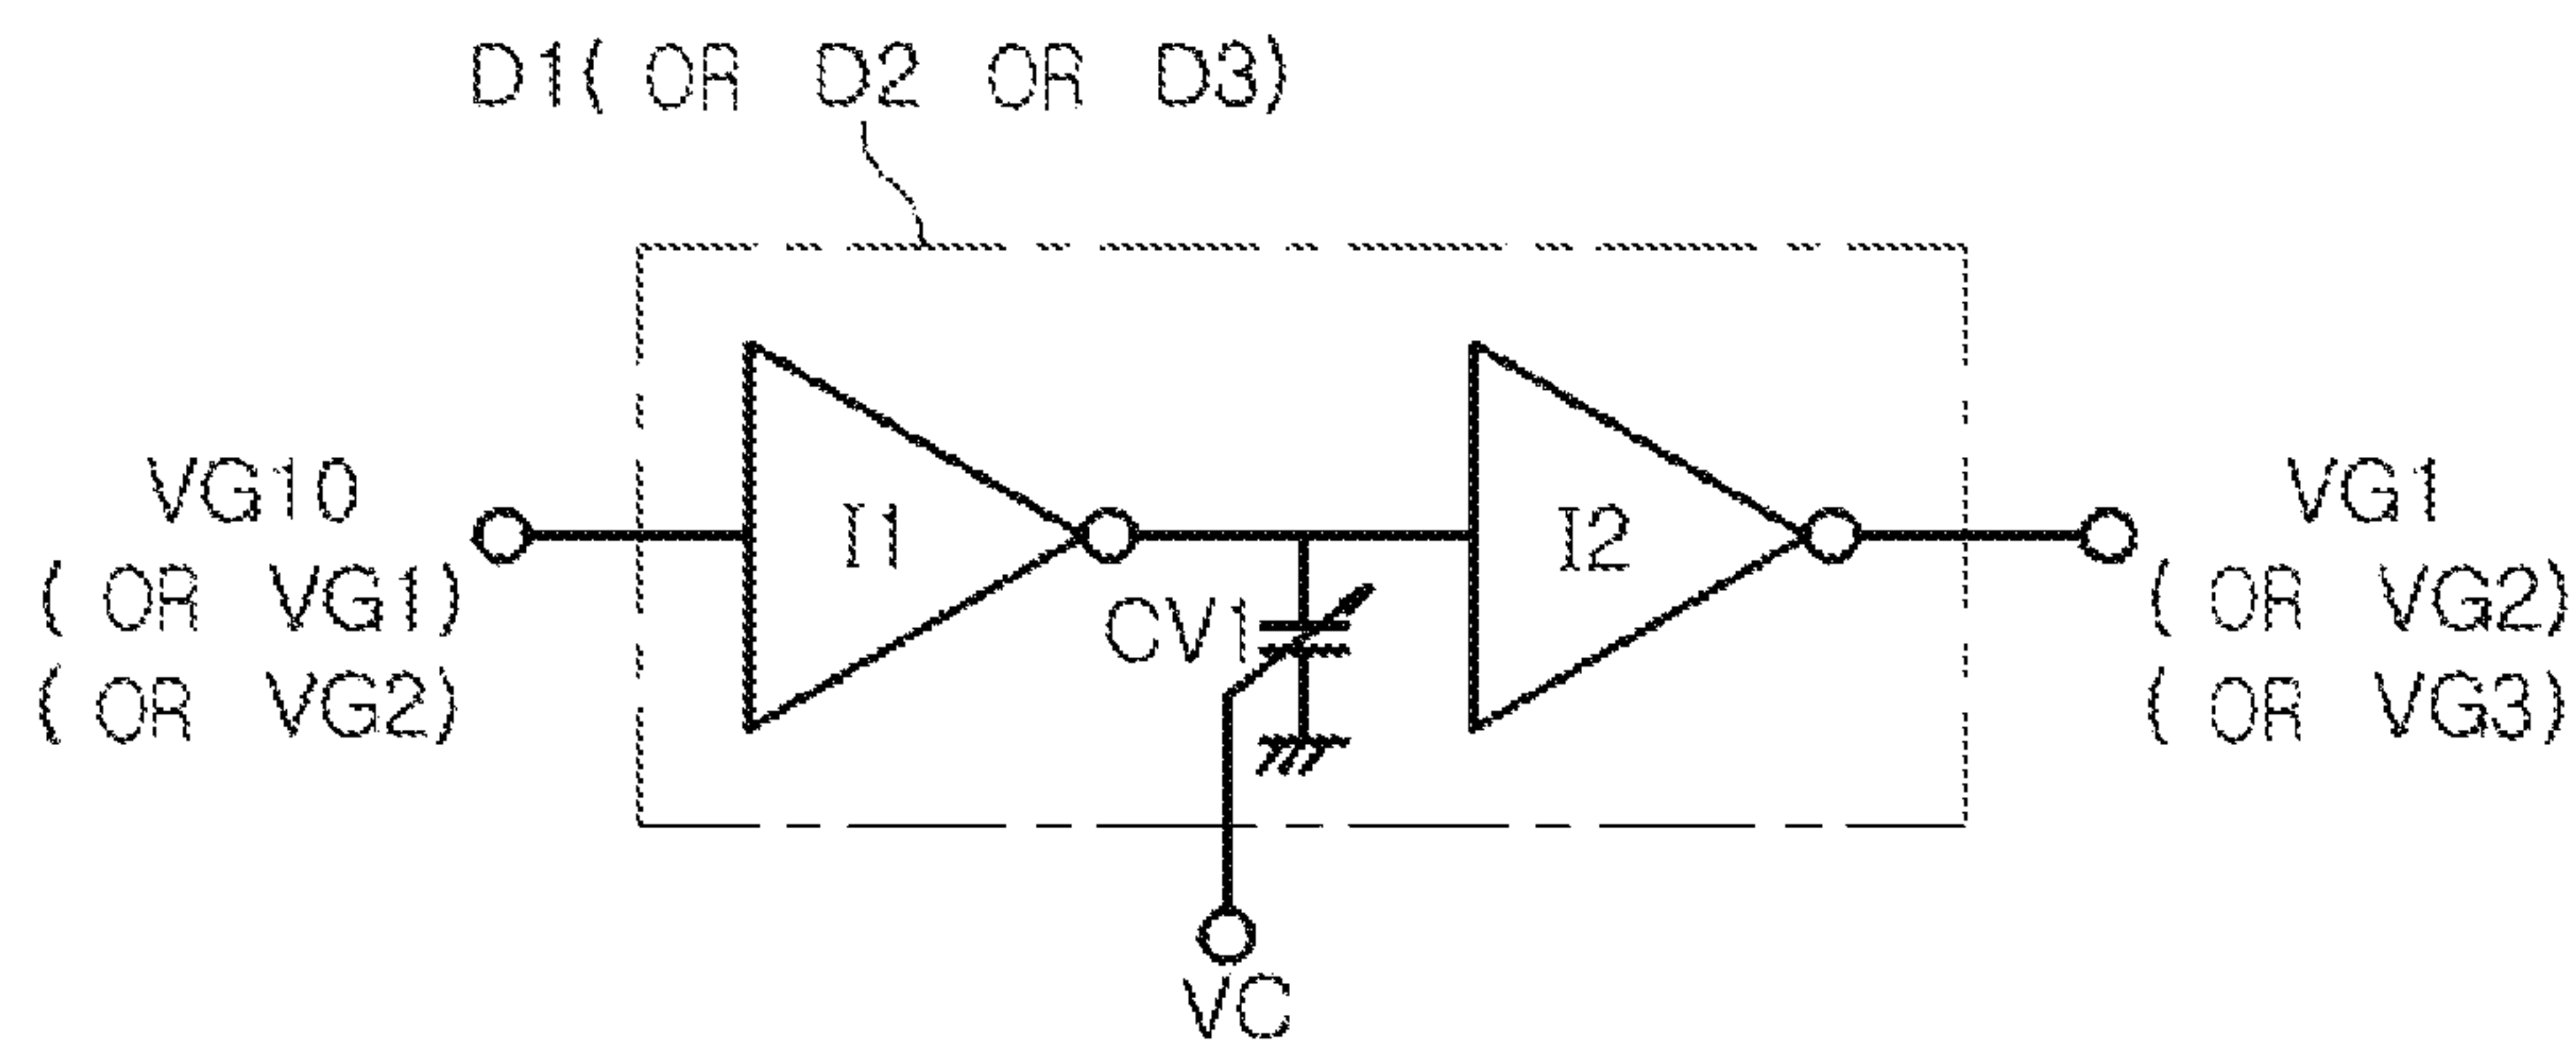 D1( OR D2 OR D3)
VG10
( OR VG1)
( OR VG2)
I1
CV1
I2
VG1
( OR VG2)
( OR VG3)
VC